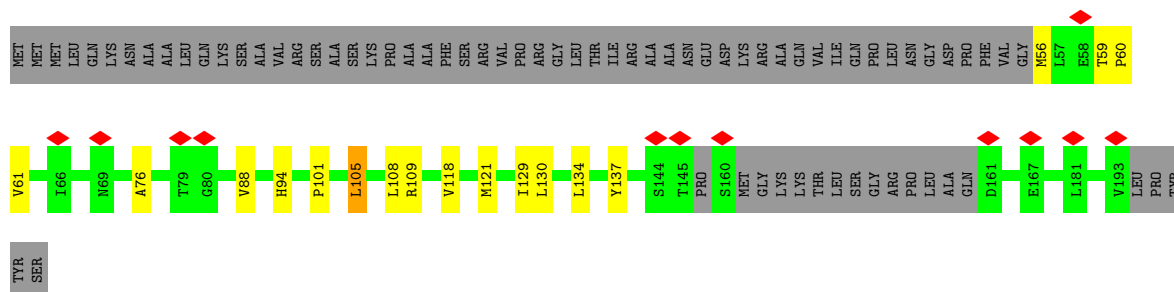 MET MET MET LEU GLN LYS ASN ALA ALA LEU GLN LYS SER ALA VAL ARG SER ALA SER LYS PRO ALA ALA PHE SER ARG VAL PRO ARG GLY LEU THR ILE ARG ALA ALA ASN GLU ASP LYS ARG ALA GLN VAL ILE GLN PRO LEU ASN GLY ASP PRO PHE VAL GLY M56 L57 E58 T59 P60
V61 I66 N69 A76 T79 G80 V88 H94 P101 L105 L108 R109 V118 M121 I129 L130 L134 Y137 S144 T145 PRO S160 MET GLY LYS LYS THR LEU SER GLY ARG PRO LEU ALA GLN D161 E167 L181 V193 LEU PRO TYR
TYR SER